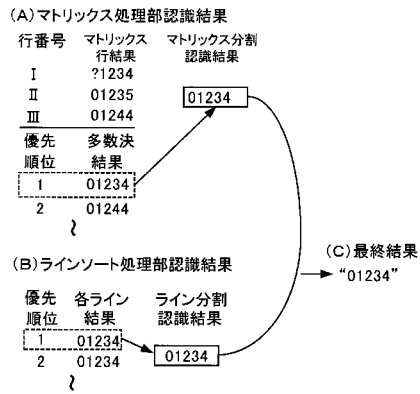 (A)マトリックス処理部認識結果
行番号 マトリックス行結果 マトリックス分割認識結果
Ⅰ ?1234
Ⅱ 01235 01234
Ⅲ 01244
優先順位 多数決結果
1 01234
2 01244
~
(C)最終結果
“01234”
(B)ラインソート処理部認識結果
優先順位 各ライン結果 ライン分割認識結果
1 01234
2 01234 01234
~